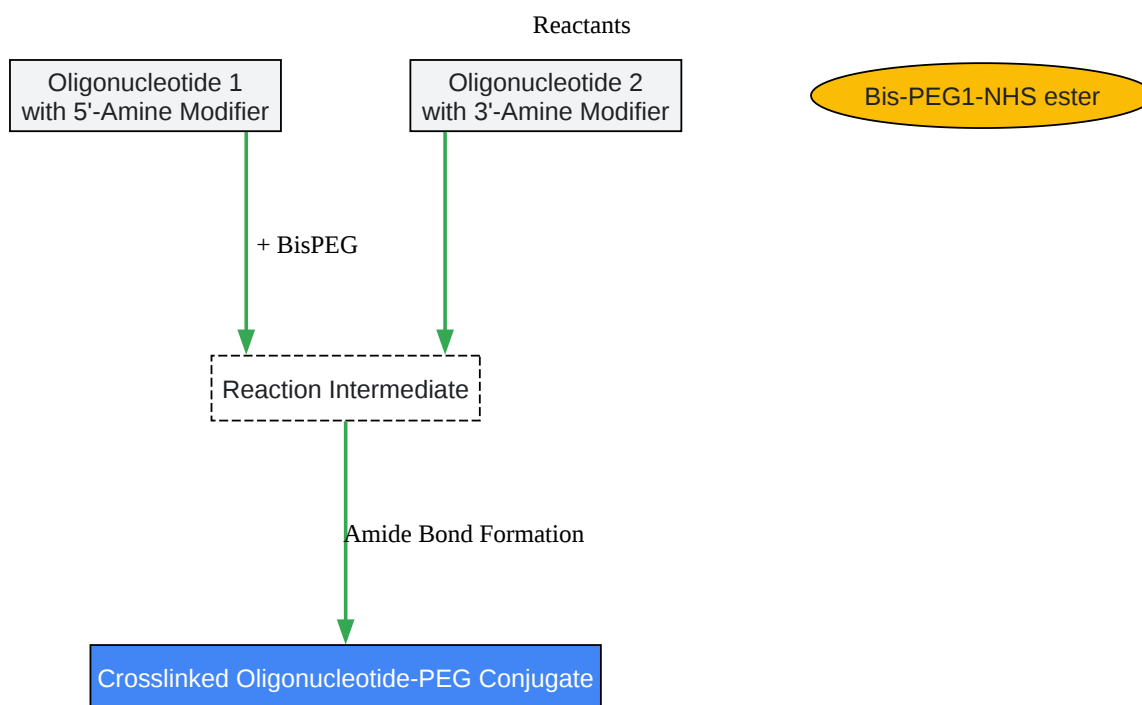 Reactants
Oligonucleotide 1
with 5'-Amine Modifier
Oligonucleotide 2
with 3'-Amine Modifier
Bis-PEG1-NHS ester
+ BisPEG
Reaction Intermediate
Amide Bond Formation
Crosslinked Oligonucleotide-PEG Conjugate